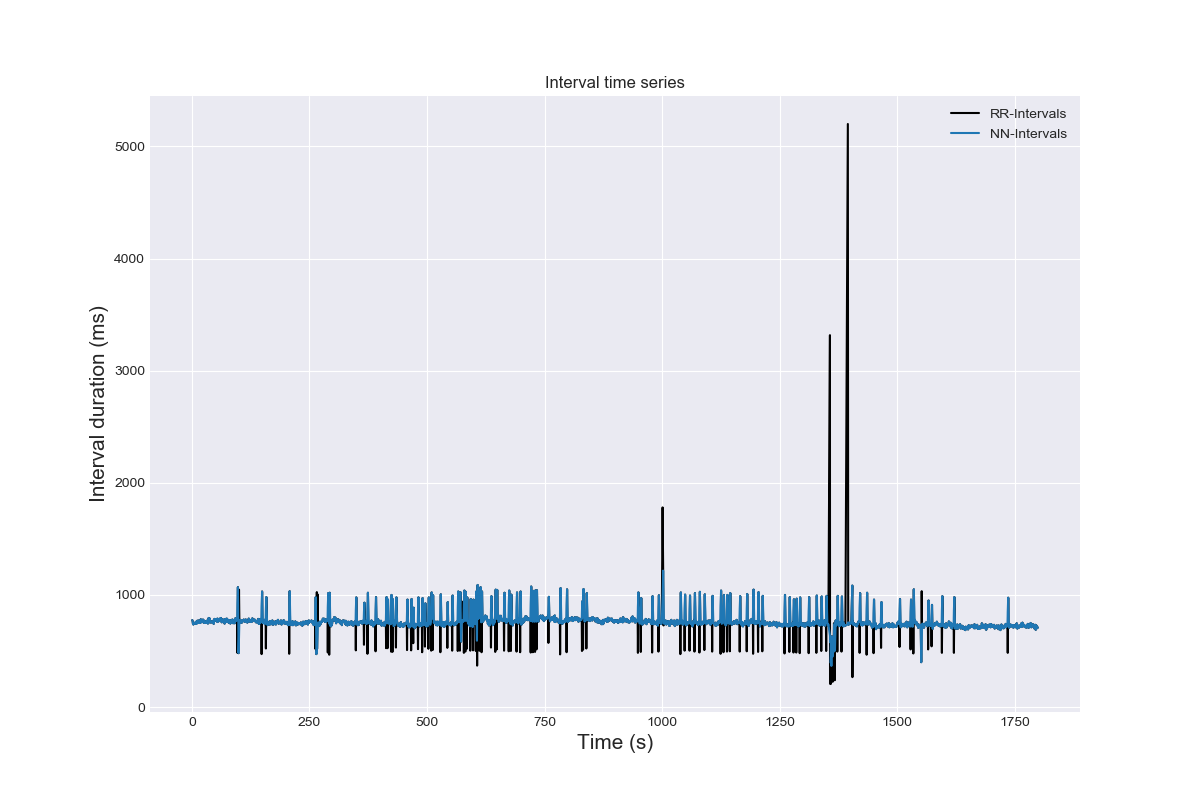 Interval time series
RR-Intervals
NN-Intervals
5000
4000
3000
2000
1000
0
Interval duration (ms)
0 250 500 750 1000 1250 1500 1750
Time (s)